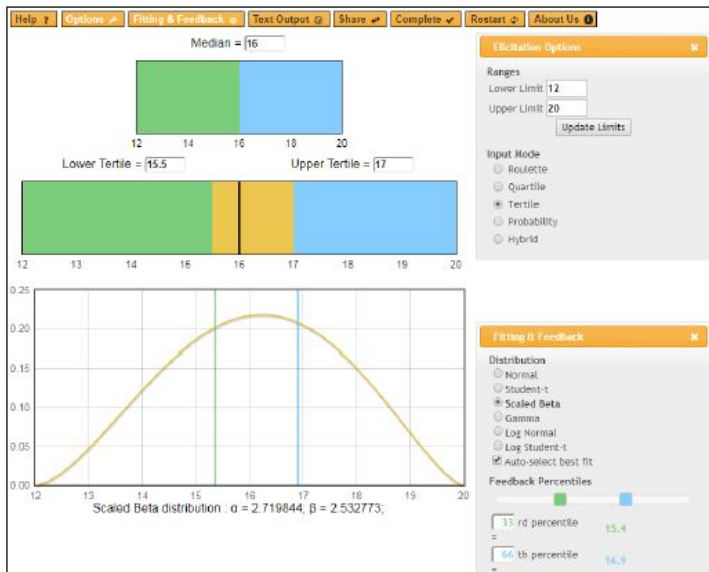 Help ?  Options  Fitting & Feedback  Text Output  Share  Complete  Restart  About Us
Median = 16
12 13 14 15 16 17 18 19 20
Lower Tertile = 15.5 Upper Tertile = 17
12 13 14 15 16 17 18 19 20
0.25
0.20
0.15
0.10
0.05
0.00
12 13 14 15 16 17 18 19 20
Scaled Beta distribution : α = 2.719844; β = 2.532773;
Elicitation Options
Ranges
Lower Limit 12
Upper Limit 20
Update Limits
Input Mode
Roulette
Quartile
Tertile
Probability
Hybrid
Fitting & Feedback
Distribution
Normal
Student-t
Scaled Beta
Gamma
Log Normal
Log Student-t
Auto-select best fit
Feedback Percentiles
33 rd percentile
= 15.4
66 th percentile
= 16.9